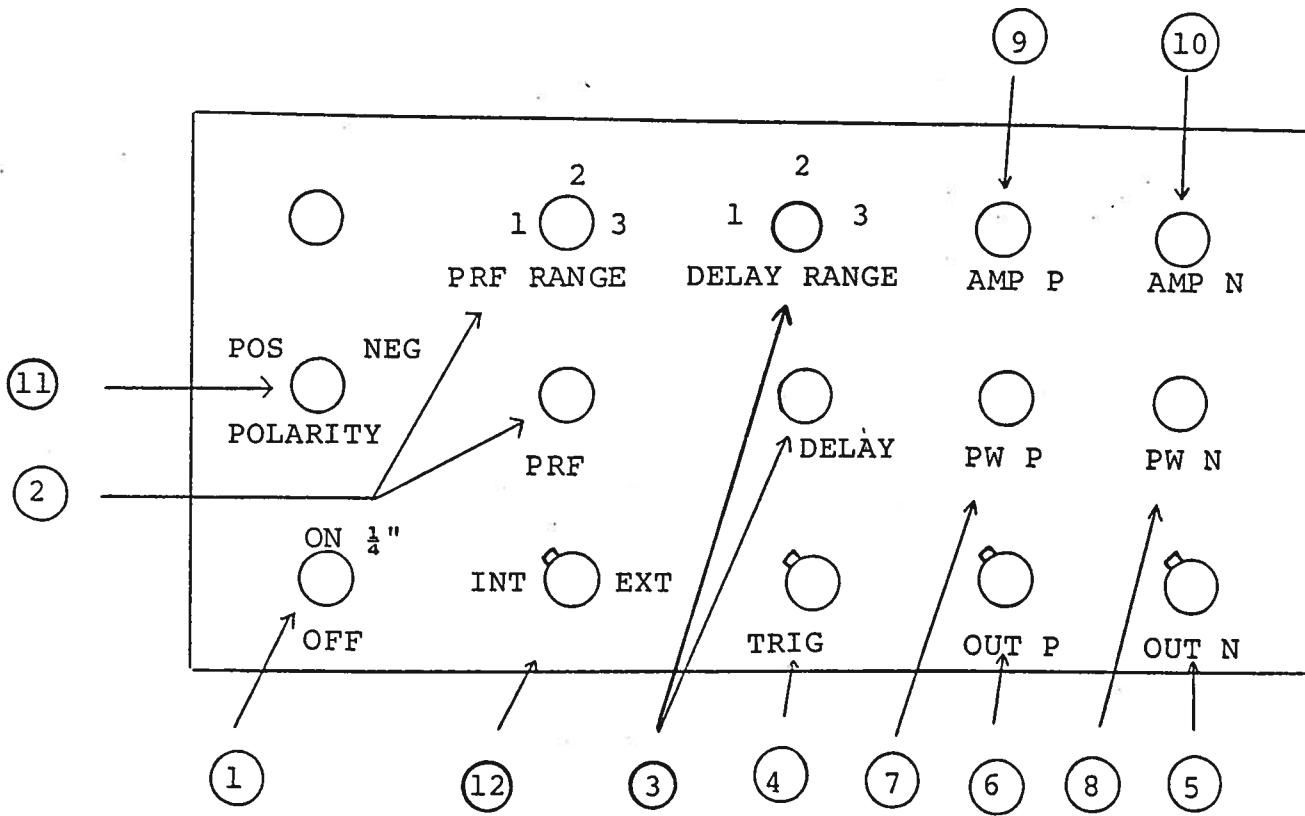 9 10
2 2
1 3 1 3
PRF RANGE DELAY RANGE AMP P AMP N
POS NEG
11
POLARITY DELAY
PRF PW P PW N
2
ON ¼"
INT EXT
OFF TRIG OUT P OUT N
1 12 3 4 7 6 8 5